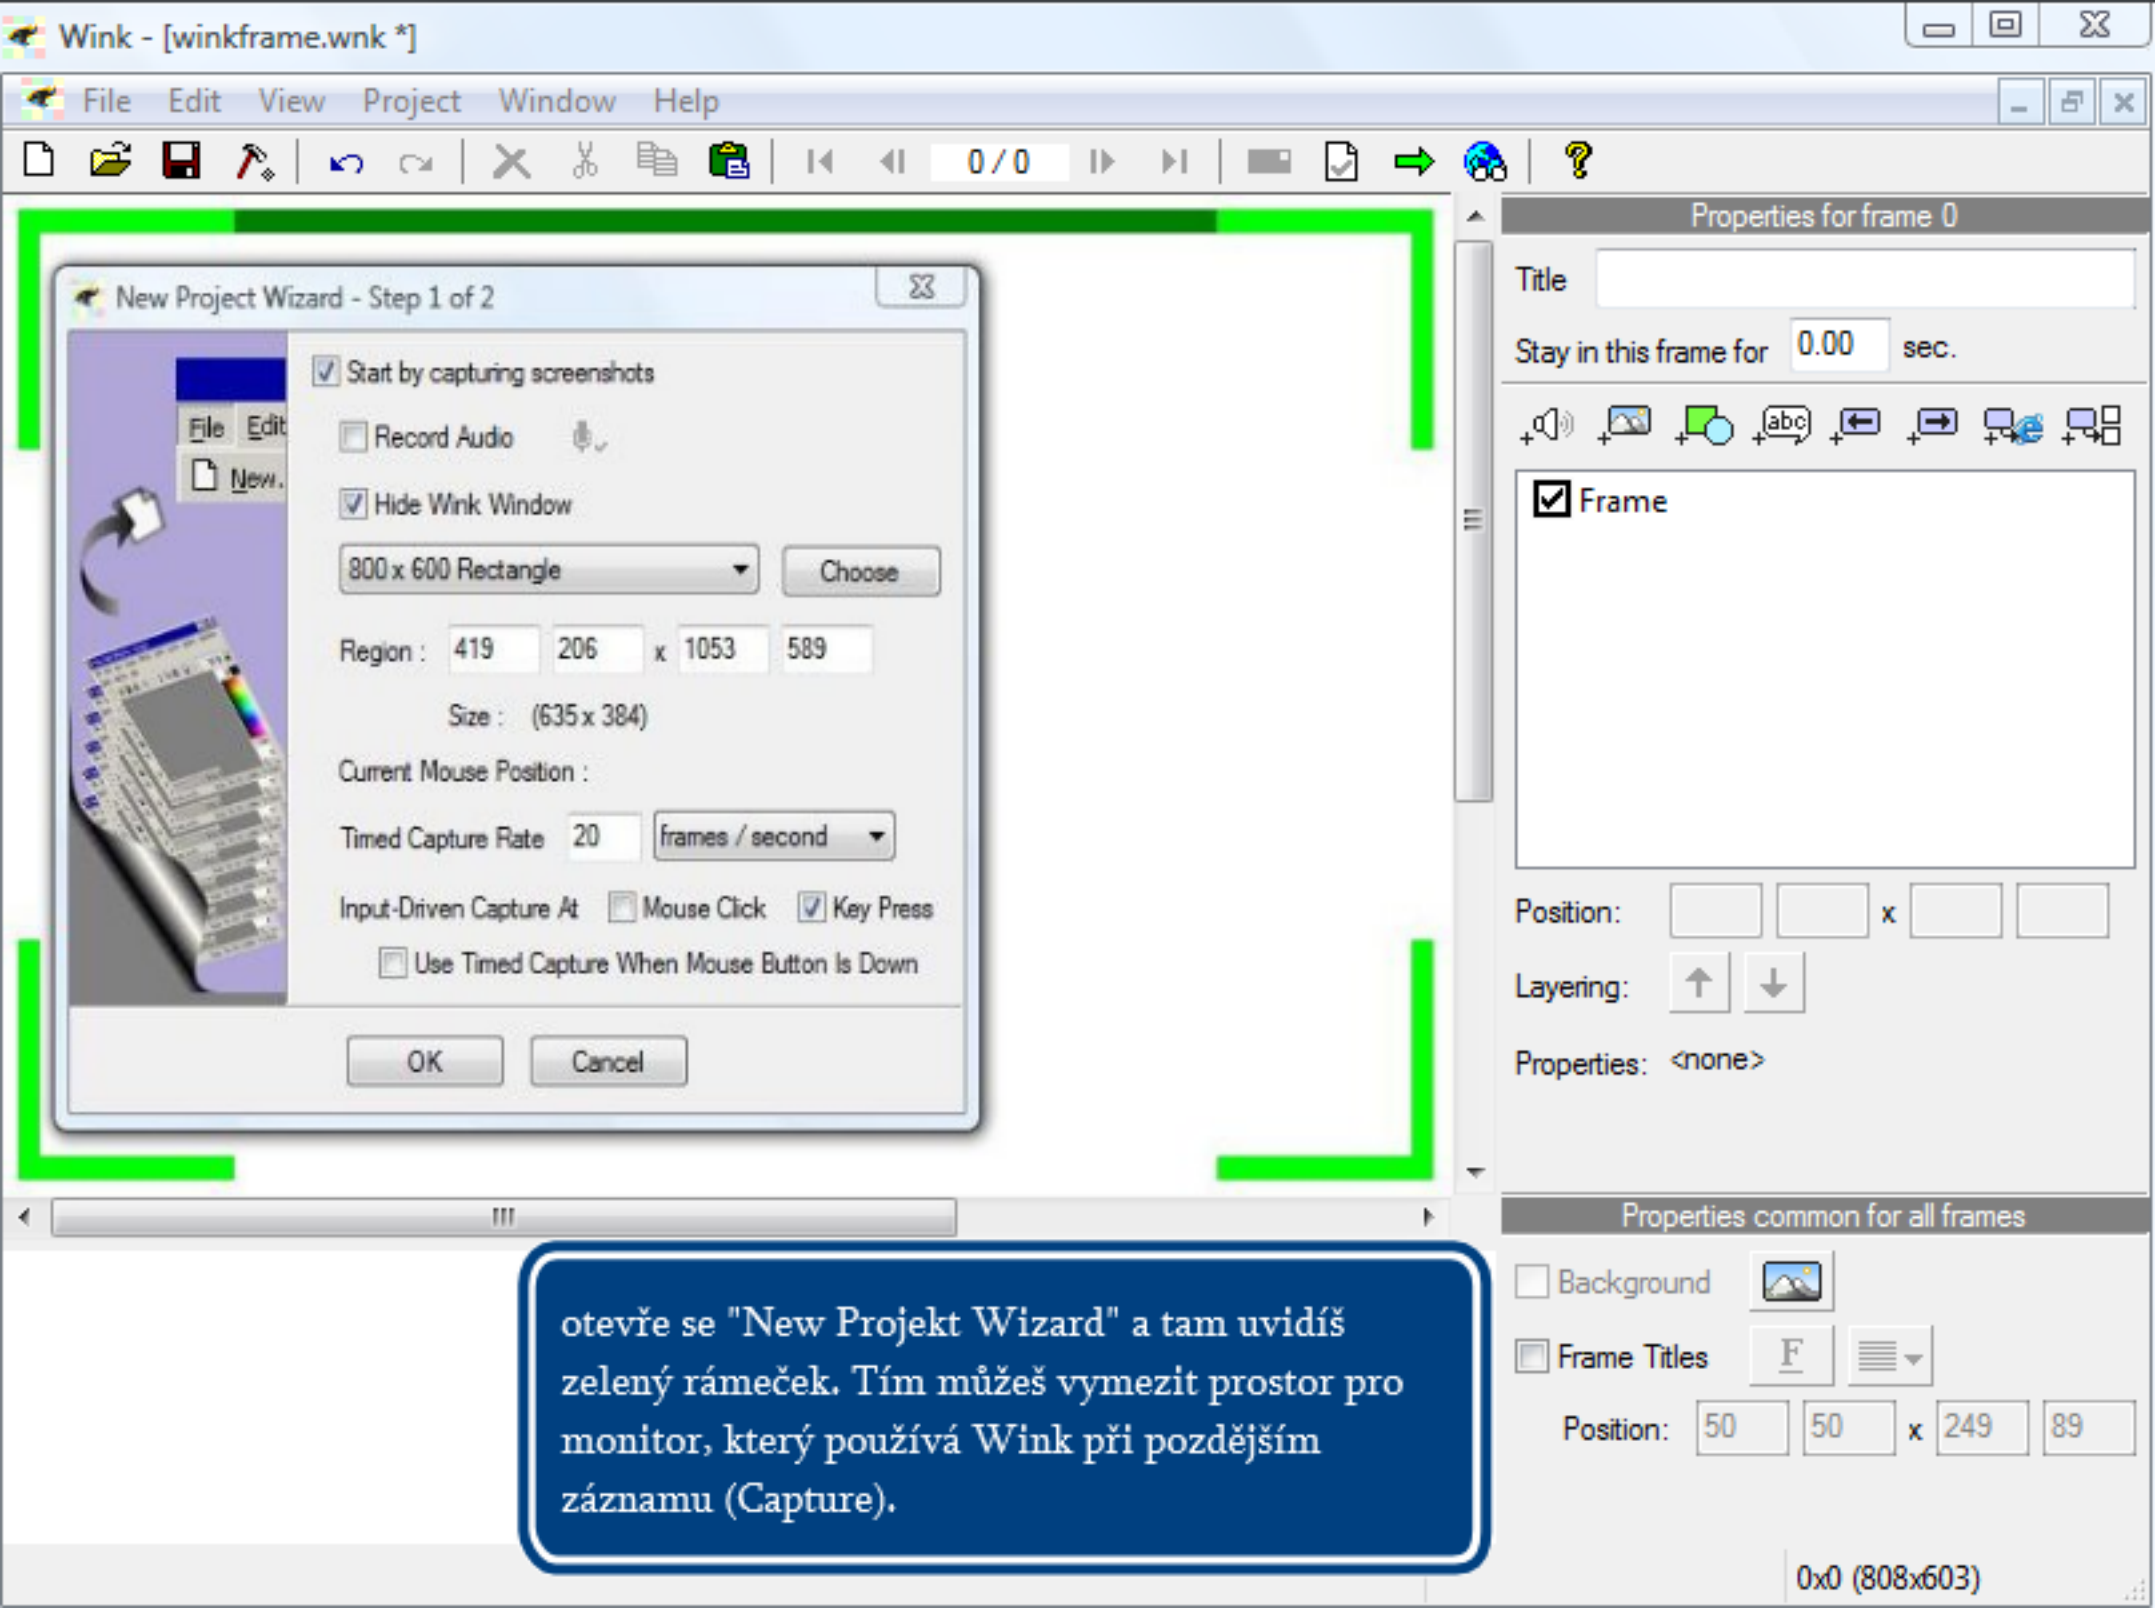 Wink - [winkframe.wnk *]
File Edit View Project Window Help
0 / 0
New Project Wizard - Step 1 of 2
File Edit
New.
Start by capturing screenshots
Record Audio
Hide Wink Window
800 x 600 Rectangle Choose
Region : 419 206 x 1053 589
Size : (635 x 384)
Current Mouse Position :
Timed Capture Rate 20 frames / second
Input-Driven Capture At Mouse Click Key Press
Use Timed Capture When Mouse Button Is Down
OK Cancel
Properties for frame 0
Title
Stay in this frame for 0.00 sec.
abc
Frame
Position: x
Layering:
Properties: <none>
Properties common for all frames
Background
Frame Titles F
Position: 50 50 x 249 89
otevře se "New Projekt Wizard" a tam uvidíš
zelený rámeček. Tím můžeš vymezit prostor pro
monitor, který používá Wink při pozdějším
záznamu (Capture).
0x0 (808x603)